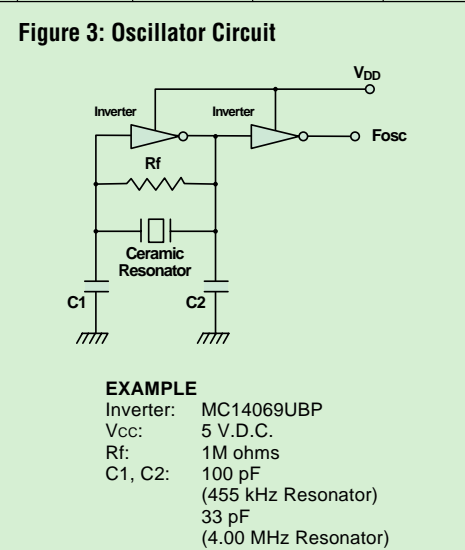 Figure 3: Oscillator Circuit
VDD
Inverter
Inverter
Fosc
Rf
Ceramic
Resonator
C1
C2
EXAMPLE
Inverter: MC14069UBP
Vcc: 5 V.D.C.
Rf: 1M ohms
C1, C2: 100 pF
(455 kHz Resonator)
33 pF
(4.00 MHz Resonator)